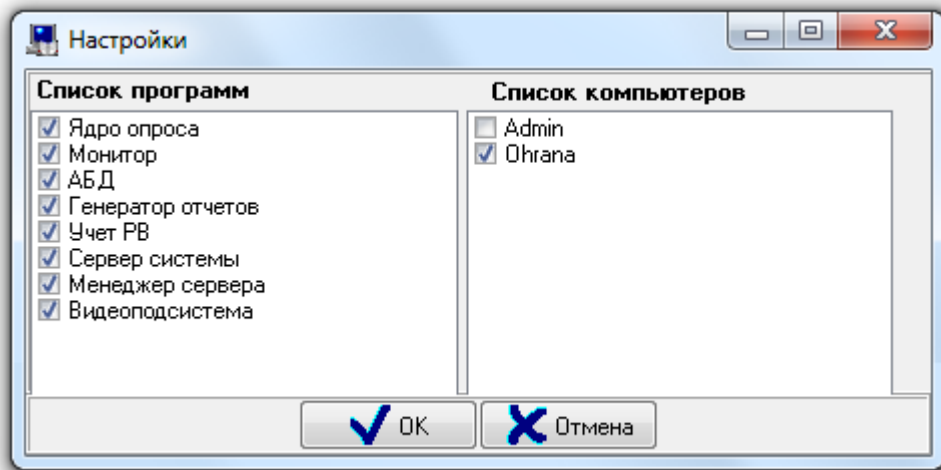 Настройки
Список программ
Ядро опроса
Монитор
АБД
Генератор отчетов
Учет РВ
Сервер системы
Менеджер сервера
Видеоподсистема
Список компьютеров
Admin
Ohrana
OK
Отмена